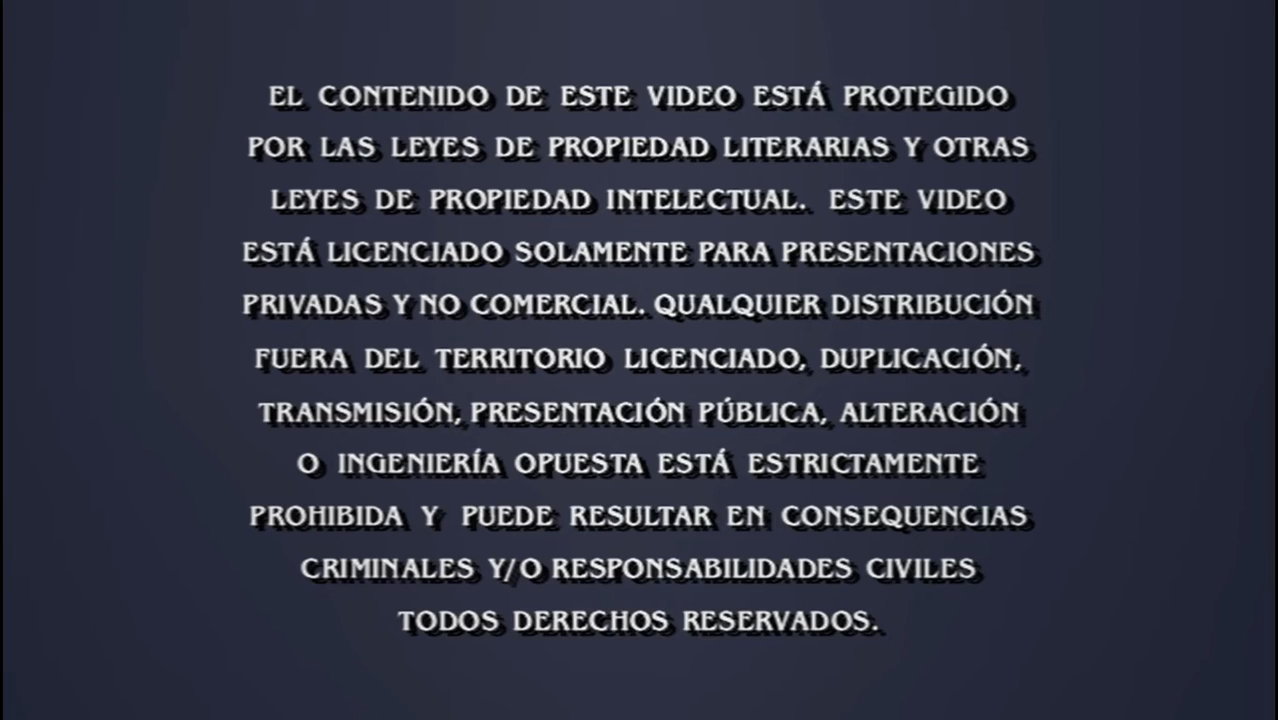 EL CONTENIDO DE ESTE VIDEO ESTÁ PROTEGIDO
POR LAS LEYES DE PROPIEDAD LITERARIAS Y OTRAS
LEYES DE PROPIEDAD INTELECTUAL. ESTE VIDEO
ESTÁ LICENCIADO SOLAMENTE PARA PRESENTACIONES
PRIVADAS Y NO COMERCIAL. QUALQUIER DISTRIBUCIÓN
FUERA DEL TERRITORIO LICENCIADO, DUPLICACIÓN,
TRANSMISIÓN, PRESENTACIÓN PÚBLICA, ALTERACIÓN
O INGENIERÍA OPUESTA ESTÁ ESTRICTAMENTE
PROHIBIDA Y PUEDE RESULTAR EN CONSEQUENCIAS
CRIMINALES Y/O RESPONSABILIDADES CIVILES
TODOS DERECHOS RESERVADOS.